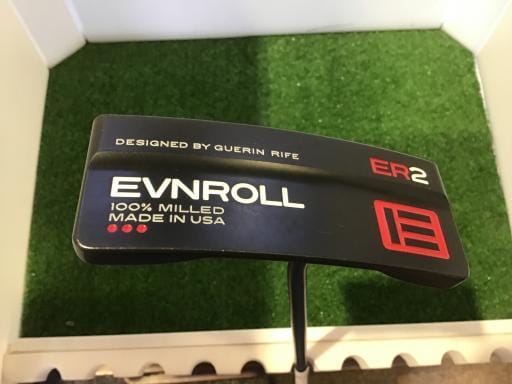 DESIGNED BY GUERIN RIFE
ER2
EVNROLL
100% MILLED
MADE IN USA